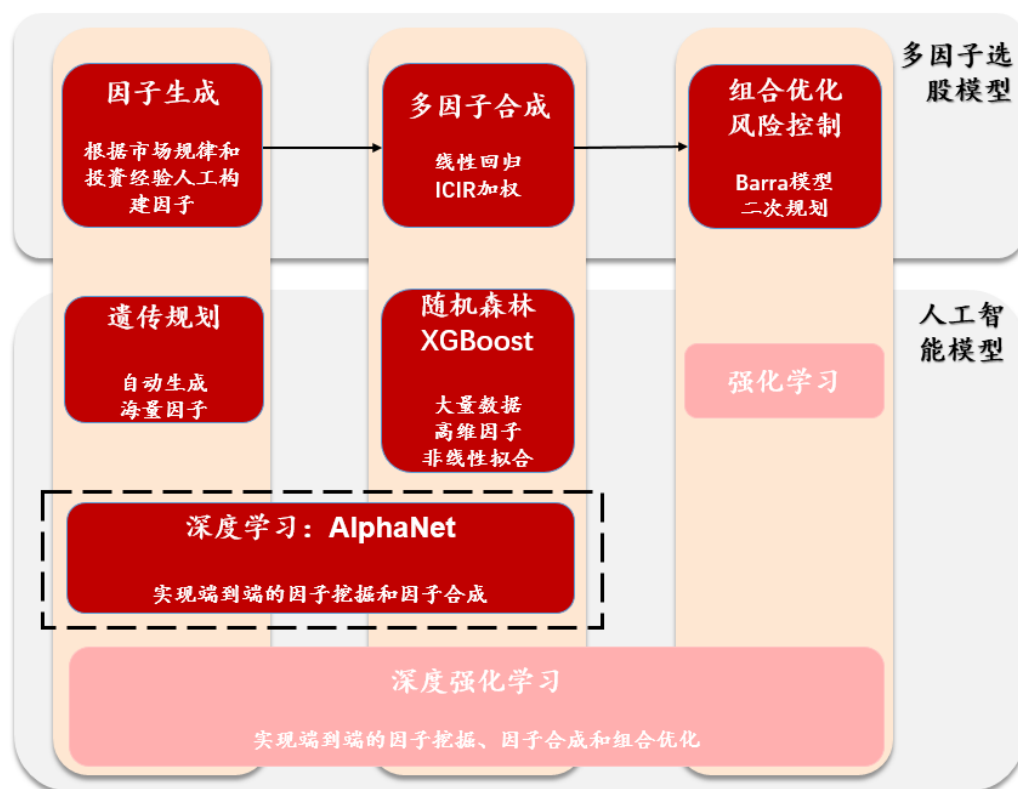 多因子选
股模型
因子生成
根据市场规律和
投资经验人工构
建因子
多因子合成
线性回归
ICIR加权
组合优化
风险控制
Barra模型
二次规划
人工智
能模型
遗传规划
自动生成
海量因子
随机森林
XGBoost
大量数据
高维因子
非线性拟合
强化学习
深度学习：AlphaNet
实现端到端的因子挖掘和因子合成
深度强化学习
实现端到端的因子挖掘、因子合成和组合优化